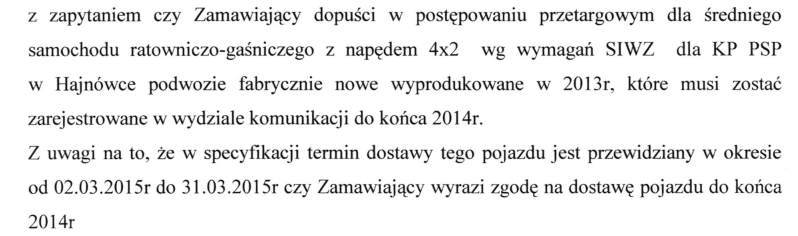 z zapytaniem czy Zamawiający dopuści w postępowaniu przetargowym dla średniego
samochodu ratowniczo-gaśniczego z napędem 4x2 wg wymagań SIWZ dla KP PSP
w Hajnówce podwozie fabrycznie nowe wyprodukowane w 2013r, które musi zostać
zarejestrowane w wydziale komunikacji do końca 2014r.
Z uwagi na to, że w specyfikacji termin dostawy tego pojazdu jest przewidziany w okresie
od 02.03.2015r do 31.03.2015r czy Zamawiający wyrazi zgodę na dostawę pojazdu do końca
2014r